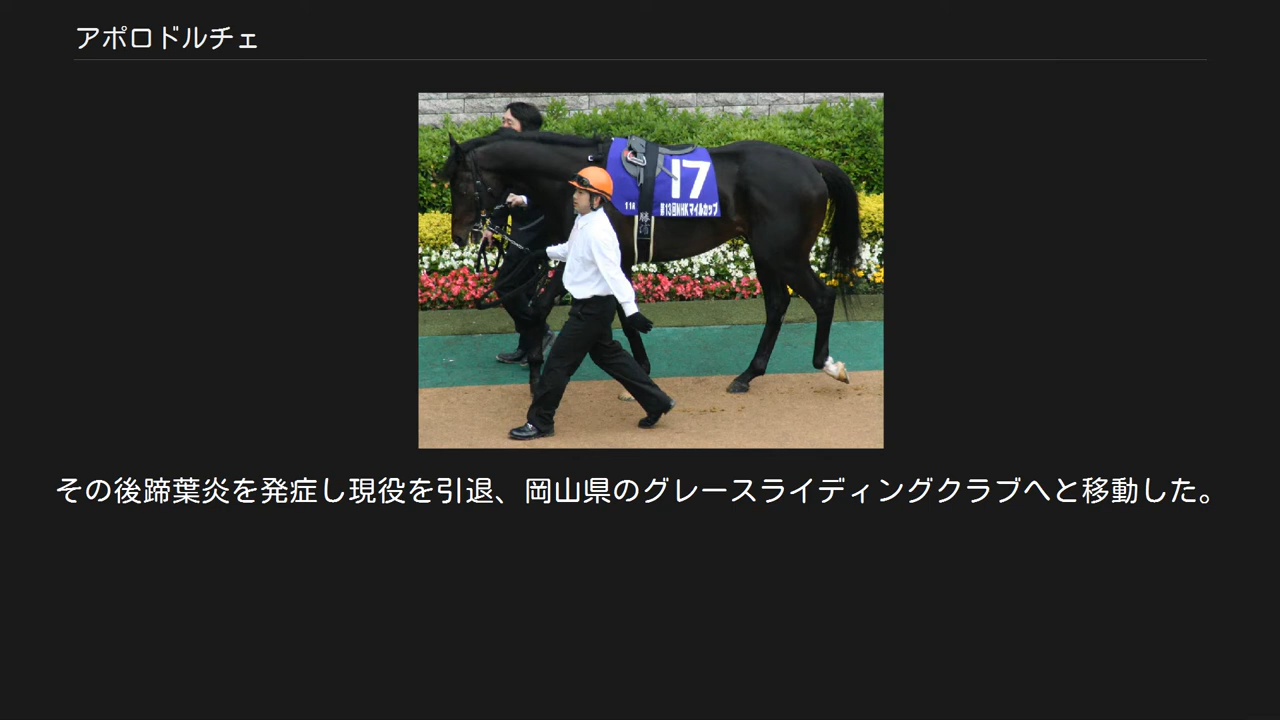 アポロドルチェ
17
11R
第13回NHKマイルカップ
その後蹄葉炎を発症し現役を引退、岡山県のグレースライディングクラブへと移動した。